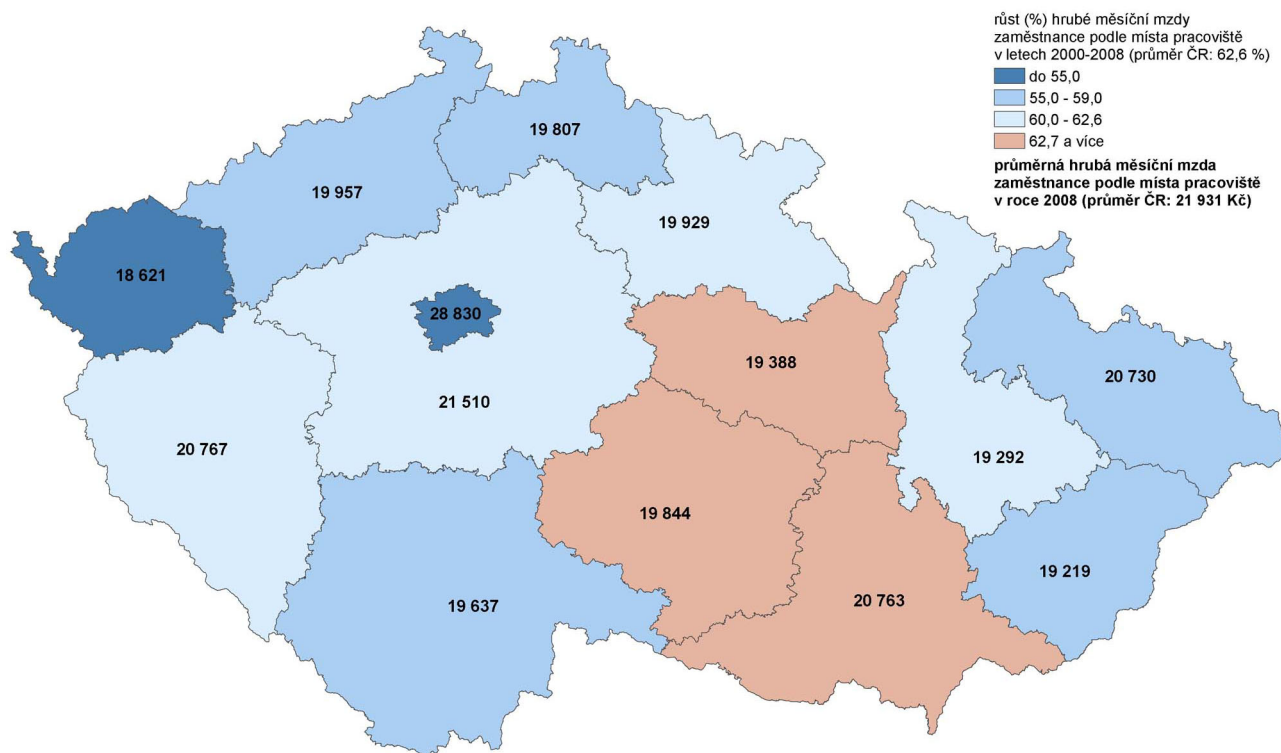 růst (%) hrubé měsíční mzdy
zaměstnance podle místa pracoviště
v letech 2000-2008 (průměr ČR: 62,6 %)
do 55,0
55,0 - 59,0
60,0 - 62,6
62,7 a více
průměrná hrubá měsíční mzda
zaměstnance podle místa pracoviště
v roce 2008 (průměr ČR: 21 931 Kč)
19 807
19 957
19 929
18 621
28 830
19 388
20 730
21 510
20 767
19 292
19 844
19 219
20 763
19 637